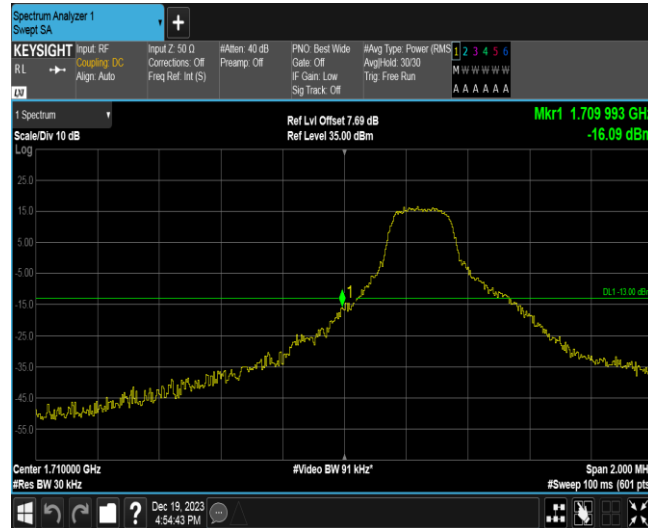 Spectrum Analyzer 1
Swept SA
KEYSIGHT
RL
LXI
Input: RF
Coupling: DC
Align: Auto
Input Z: 50 Ω
Corrections: Off
Freq Ref: Int (S)
#Atten: 40 dB
Preamp: Off
PNO: Best Wide
Gate: Off
IF Gain: Low
Sig Track: Off
#Avg Type: Power (RMS
Avg|Hold: 30/30
Trig: Free Run
1 2 3 4 5 6
M W W W W W
A A A A A A
1 Spectrum
Scale/Div 10 dB
Log
Ref Lvl Offset 7.69 dB
Ref Level 35.00 dBm
Mkr1 1.709 993 GHz
-16.09 dBm
25.0
15.0
5.00
-5.00
1
DL1 -13.00 dBm
-15.0
-25.0
-35.0
-45.0
-55.0
Center 1.710000 GHz
#Res BW 30 kHz
#Video BW 91 kHz*
Span 2.000 MH
#Sweep 100 ms (601 pts
?
Dec 19, 2023
4:54:43 PM